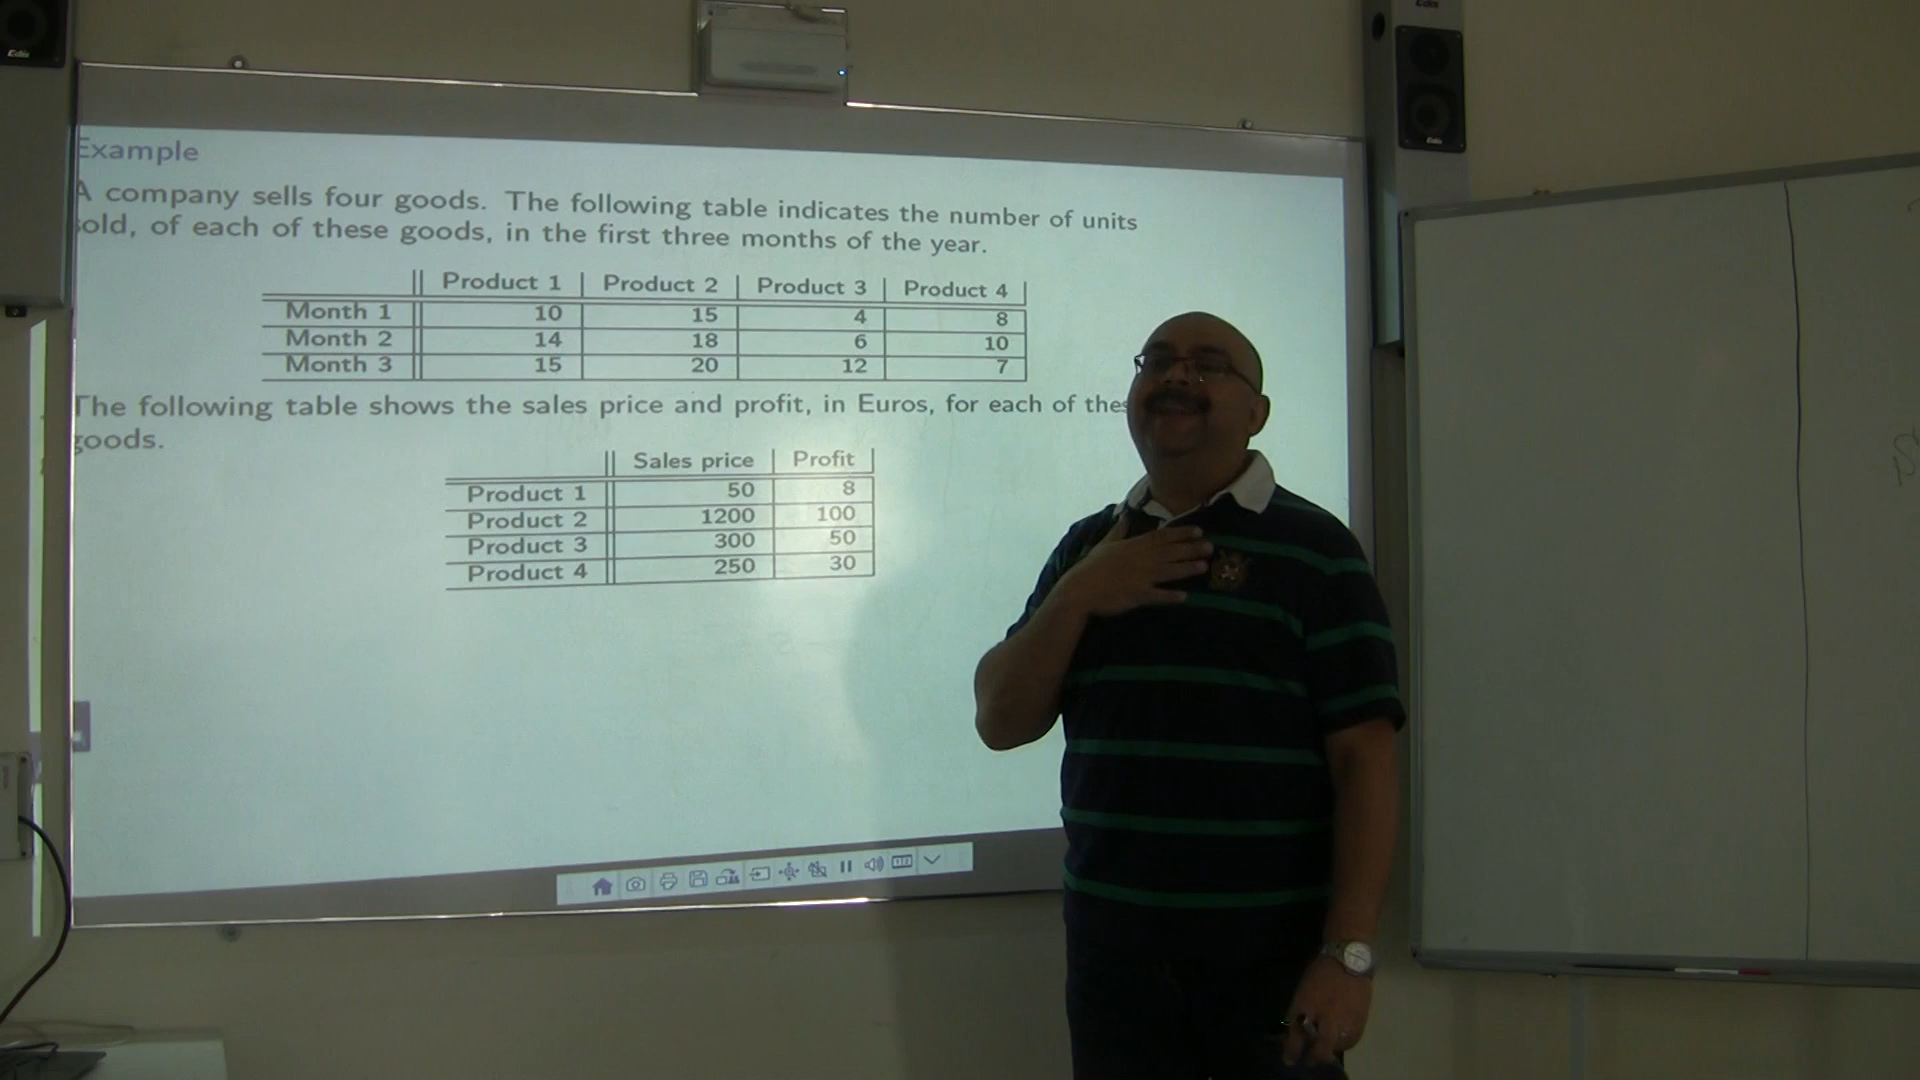 Example
A company sells four goods. The following table indicates the number of units
sold, of each of these goods, in the first three months of the year.
Product 1 Product 2 Product 3 Product 4
Month 1 10 15 4 8
Month 2 14 18 6 10
Month 3 15 20 12 7
The following table shows the sales price and profit, in Euros, for each of thes
goods.
Sales price Profit
Product 1 50 8
Product 2 1200 100
Product 3 300 50
Product 4 250 30
Edis
Edis
Edis